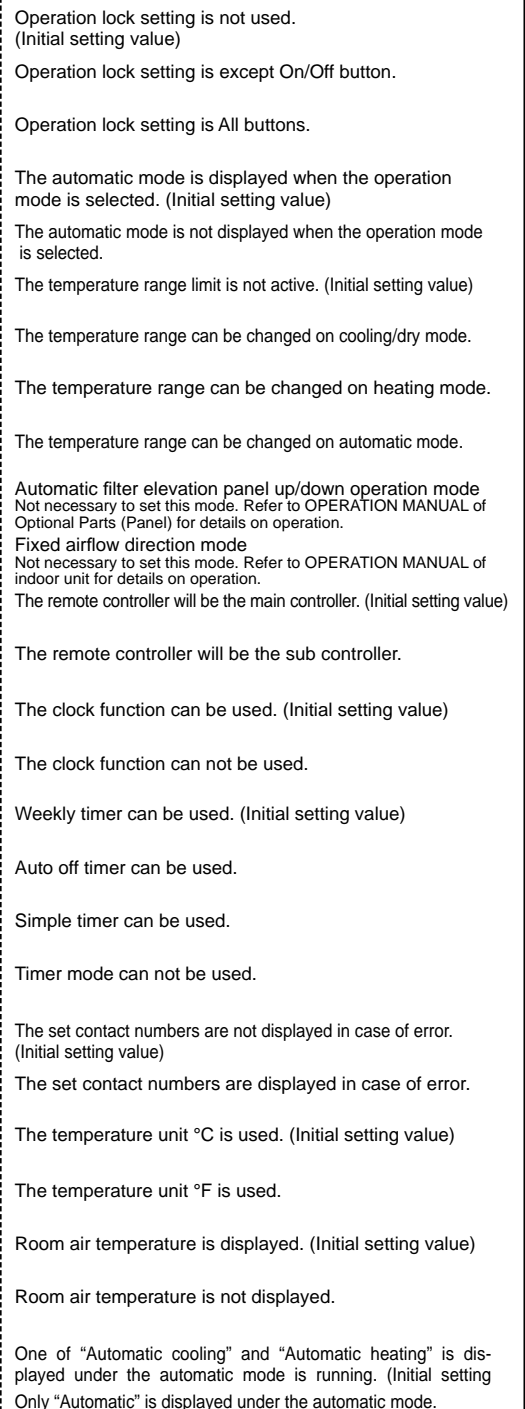 Operation lock setting is not used.
(Initial setting value)
Operation lock setting is except On/Off button.
Operation lock setting is All buttons.
The automatic mode is displayed when the operation
mode is selected. (Initial setting value)
The automatic mode is not displayed when the operation mode
is selected.
The temperature range limit is not active. (Initial setting value)
The temperature range can be changed on cooling/dry mode.
The temperature range can be changed on heating mode.
The temperature range can be changed on automatic mode.
Automatic filter elevation panel up/down operation mode
Not necessary to set this mode. Refer to OPERATION MANUAL of
Optional Parts (Panel) for details on operation.
Fixed airflow direction mode
Not necessary to set this mode. Refer to OPERATION MANUAL of
indoor unit for details on operation.
The remote controller will be the main controller. (Initial setting value)
The remote controller will be the sub controller.
The clock function can be used. (Initial setting value)
The clock function can not be used.
Weekly timer can be used. (Initial setting value)
Auto off timer can be used.
Simple timer can be used.
Timer mode can not be used.
The set contact numbers are not displayed in case of error.
(Initial setting value)
The set contact numbers are displayed in case of error.
The temperature unit °C is used. (Initial setting value)
The temperature unit °F is used.
Room air temperature is displayed. (Initial setting value)
Room air temperature is not displayed.
One of “Automatic cooling” and “Automatic heating” is dis-
played under the automatic mode is running. (Initial setting
Only “Automatic” is displayed under the automatic mode.